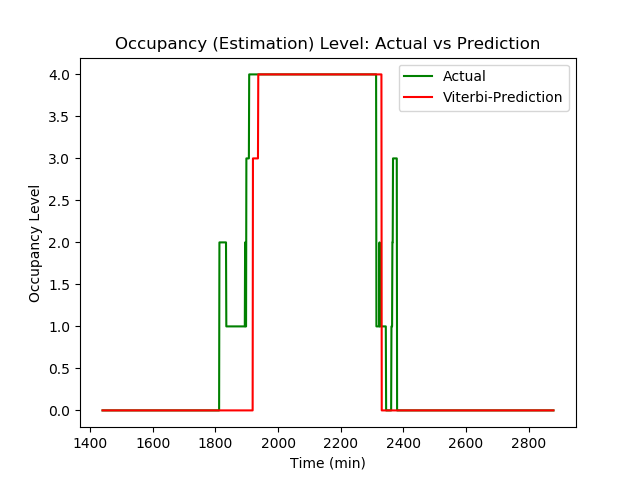 Occupancy (Estimation) Level: Actual vs Prediction
Actual
Viterbi-Prediction
Occupancy Level
4.0
3.5
3.0
2.5
2.0
1.5
1.0
0.5
0.0
1400 1600 1800 2000 2200 2400 2600 2800
Time (min)